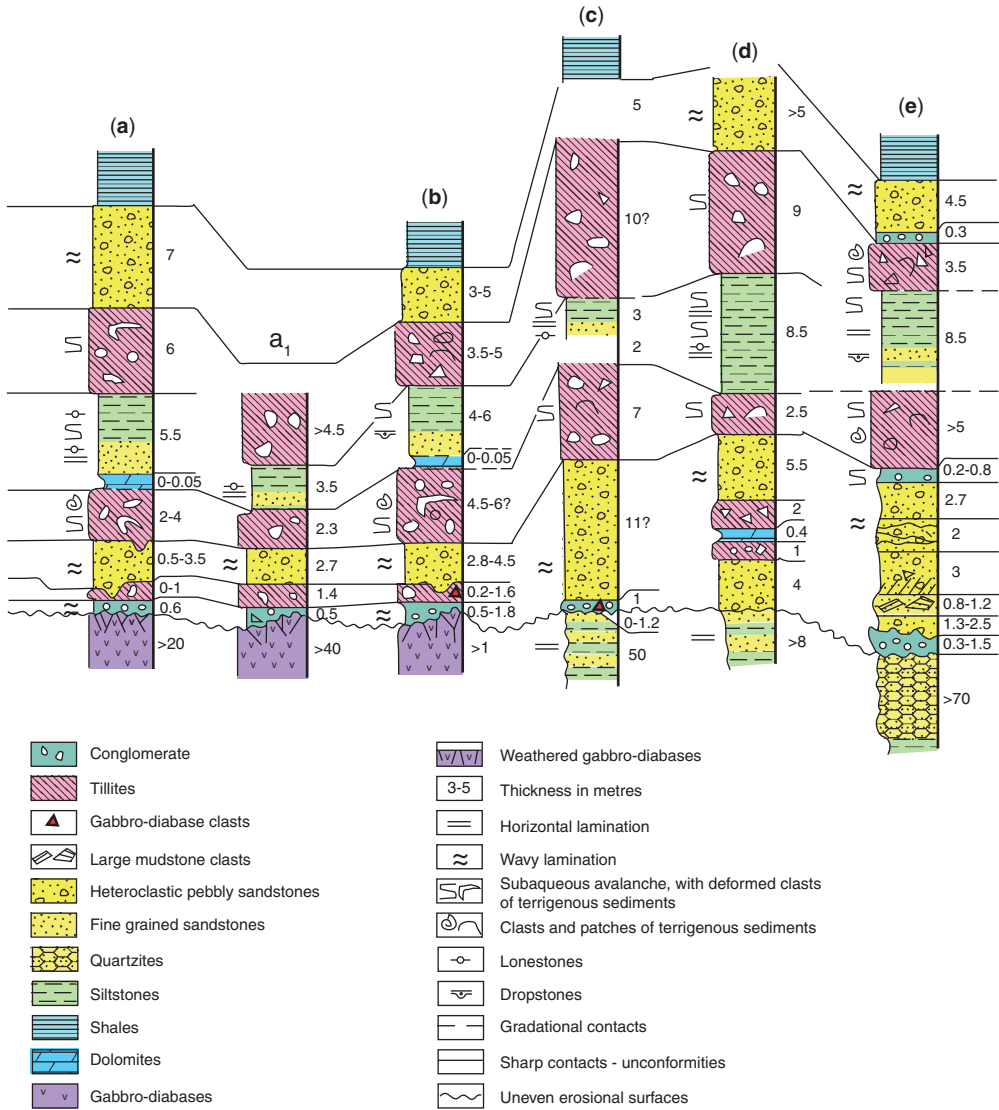 (a)
7
6
5.5
0-0.05
2-4
0.5-3.5
0-1
0.6
>20
a1
>4.5
3.5
2.3
2.7
1.4
0.5
>40
(b)
3-5
3.5-5
4-6
0-0.05
4.5-6?
2.8-4.5
0.2-1.6
0.5-1.8
>1
(c)
5
10?
3
2
7
11?
1
0-1.2
50
(d)
>5
9
8.5
2.5
5.5
2
0.4
1
4
>8
(e)
4.5
0.3
3.5
8.5
>5
0.2-0.8
2.7
2
3
0.8-1.2
1.3-2.5
0.3-1.5
>70
Conglomerate
Tillites
Gabbro-diabase clasts
Large mudstone clasts
Heteroclastic pebbly sandstones
Fine grained sandstones
Quartzites
Siltstones
Shales
Dolomites
v v
Gabbro-diabases
v v v
Weathered gabbro-diabases
3-5
Thickness in metres
Horizontal lamination
Wavy lamination
Subaqueous avalanche, with deformed clasts
of terrigenous sediments
Clasts and patches of terrigenous sediments
Lonestones
Dropstones
Gradational contacts
Sharp contacts - unconformities
Uneven erosional surfaces